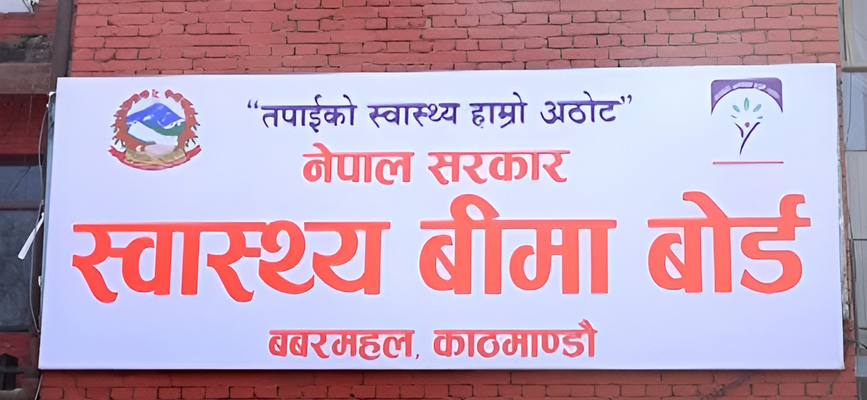 “तपाईको स्वास्थ्य हाम्रो अठोट”
नेपाल सरकार
स्वास्थ्य बीमा बोर्ड
बबरमहल, काठमाण्डौ